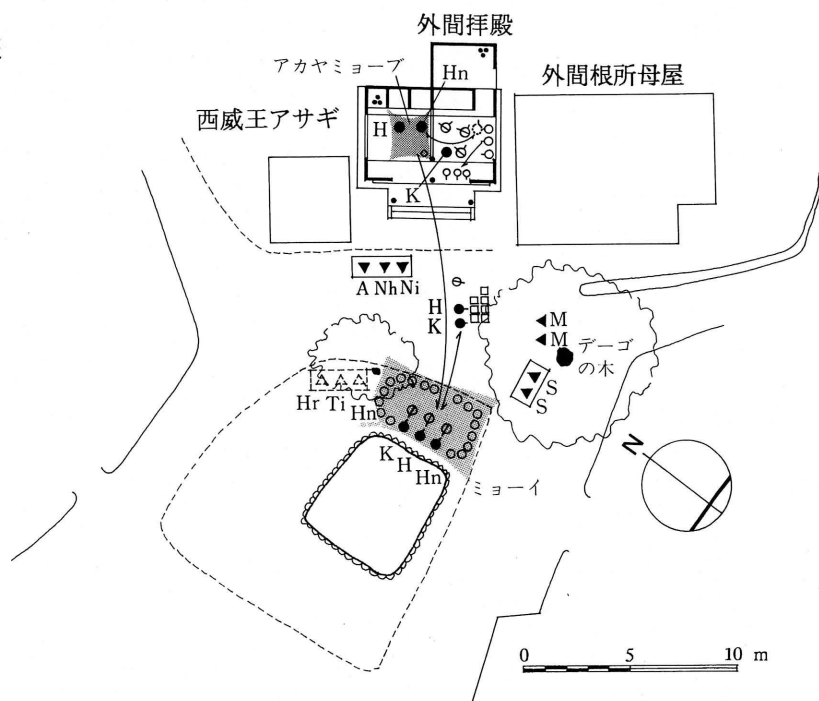 外間拝殿
アカヤミョーブ
Hn
外間根所母屋
西威王アサギ
H
K
A Nh Ni
H
K
M
M
デーゴ
の木
S
S
Hr Ti Hn
K
H
Hn
ミョーイ
N
0 5 10 m